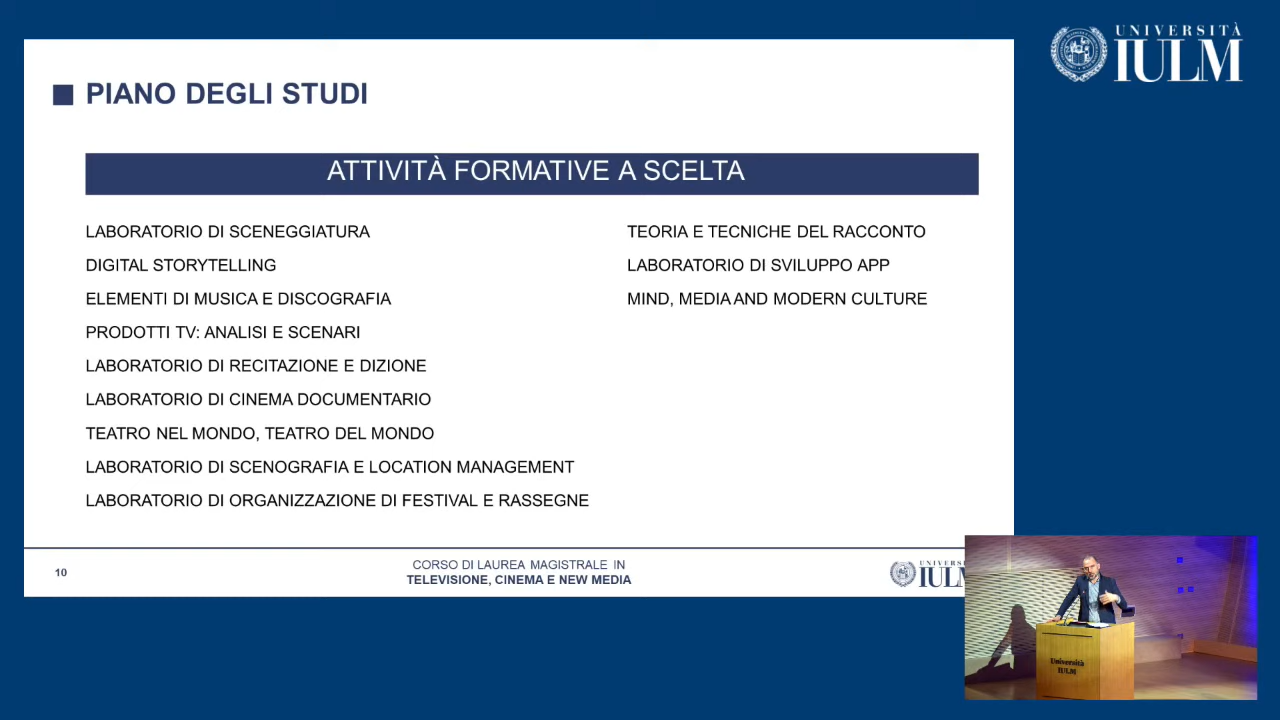 UNIVERSITÀ
IULM
PIANO DEGLI STUDI
ATTIVITÀ FORMATIVE A SCELTA
LABORATORIO DI SCENEGGIATURA
DIGITAL STORYTELLING
ELEMENTI DI MUSICA E DISCOGRAFIA
PRODOTTI TV: ANALISI E SCENARI
LABORATORIO DI RECITAZIONE E DIZIONE
LABORATORIO DI CINEMA DOCUMENTARIO
TEATRO NEL MONDO, TEATRO DEL MONDO
LABORATORIO DI SCENOGRAFIA E LOCATION MANAGEMENT
LABORATORIO DI ORGANIZZAZIONE DI FESTIVAL E RASSEGNE
TEORIA E TECNICHE DEL RACCONTO
LABORATORIO DI SVILUPPO APP
MIND, MEDIA AND MODERN CULTURE
10
CORSO DI LAUREA MAGISTRALE IN
TELEVISIONE, CINEMA E NEW MEDIA
Università
IULM